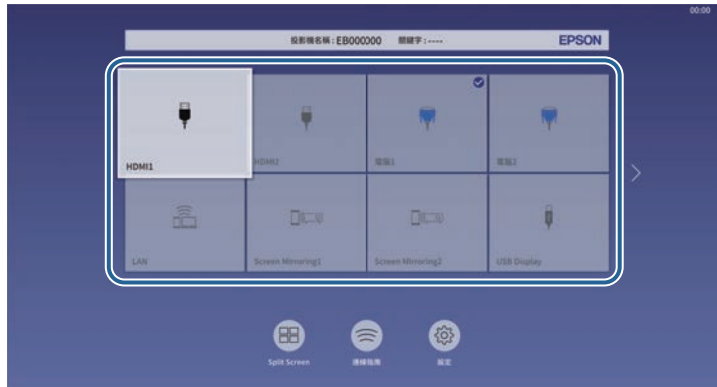 00:00
投影機名稱 : EB000000 關鍵字 : ---- EPSON
HDMI1 HDMI2 電腦1 電腦2
LAN Screen Mirroring1 Screen Mirroring2 USB Display
Split Screen 連線指南 設定